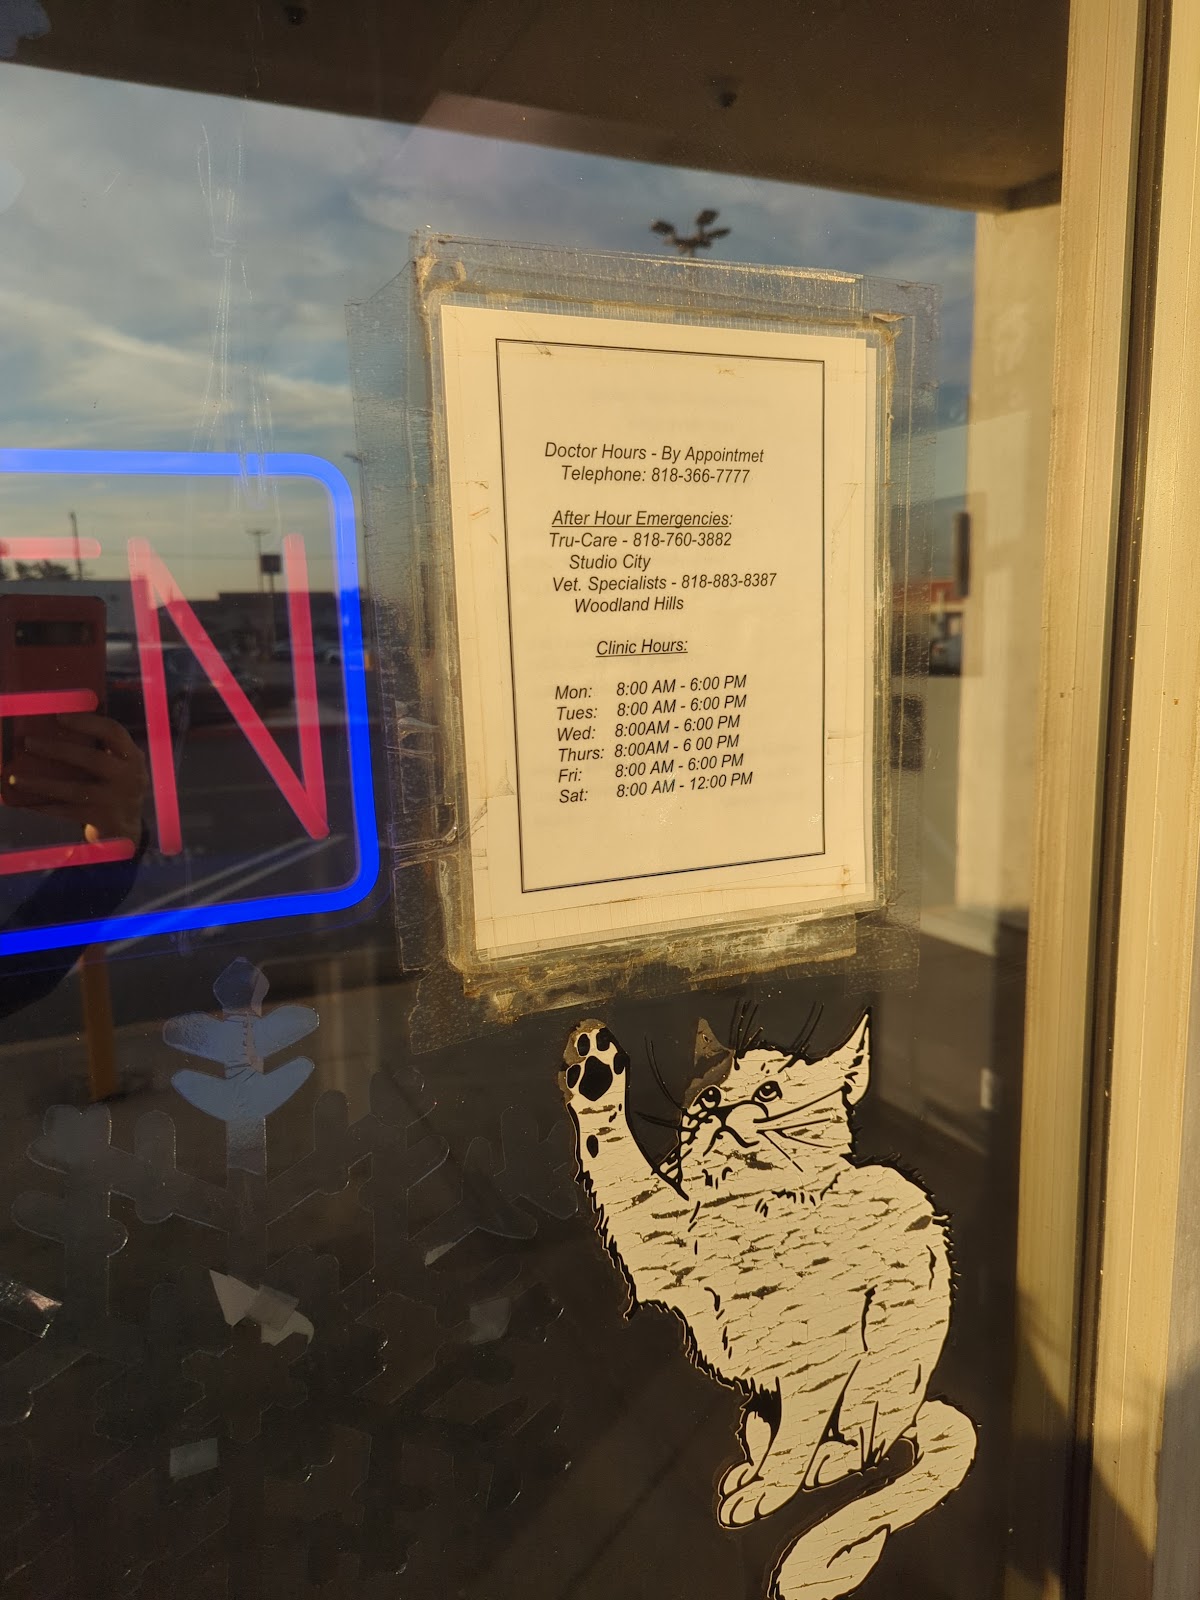 Doctor Hours - By Appointmet
Telephone: 818-366-7777
After Hour Emergencies:
Tru-Care - 818-760-3882
Studio City
Vet. Specialists - 818-883-8387
Woodland Hills
Clinic Hours:
Mon: 8:00 AM - 6:00 PM
Tues: 8:00 AM - 6:00 PM
Wed: 8:00AM - 6:00 PM
Thurs: 8:00AM - 6 00 PM
Fri: 8:00 AM - 6:00 PM
Sat: 8:00 AM - 12:00 PM
EN